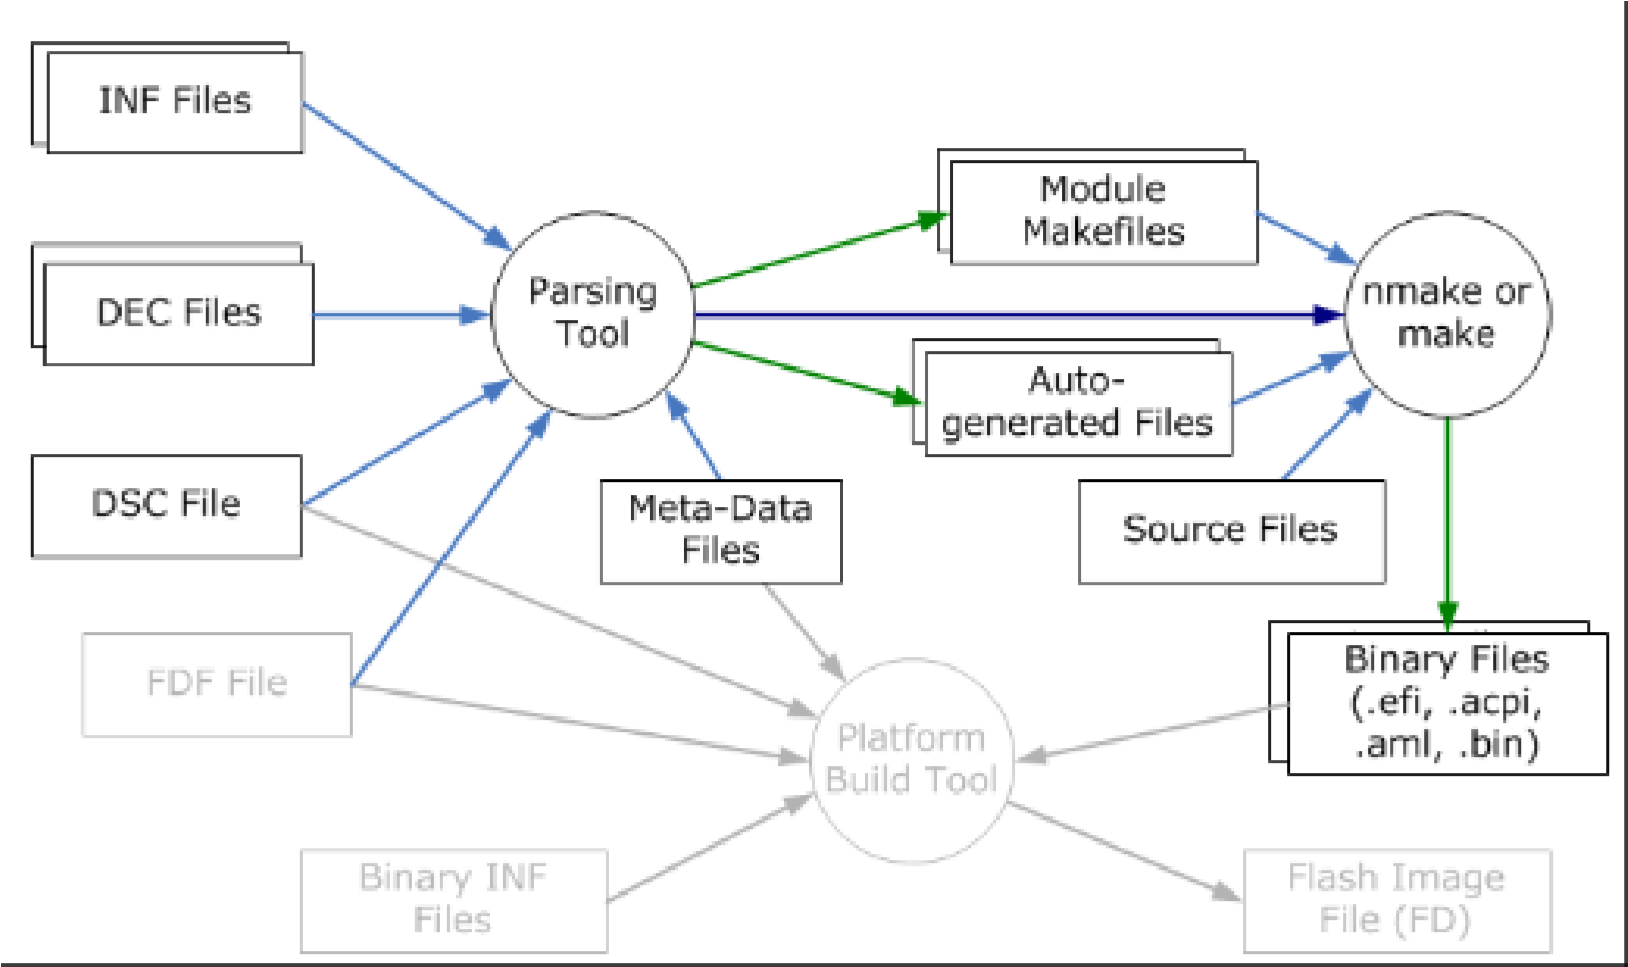 INF Files
DEC Files
DSC File
FDF File
Parsing
Tool
Meta-Data
Files
Module
Makefiles
Auto-
generated Files
nmake or
make
Source Files
Binary Files
(.efi, .acpi,
.aml, .bin)
Platform
Build Tool
Binary INF
Files
Flash Image
File (FD)